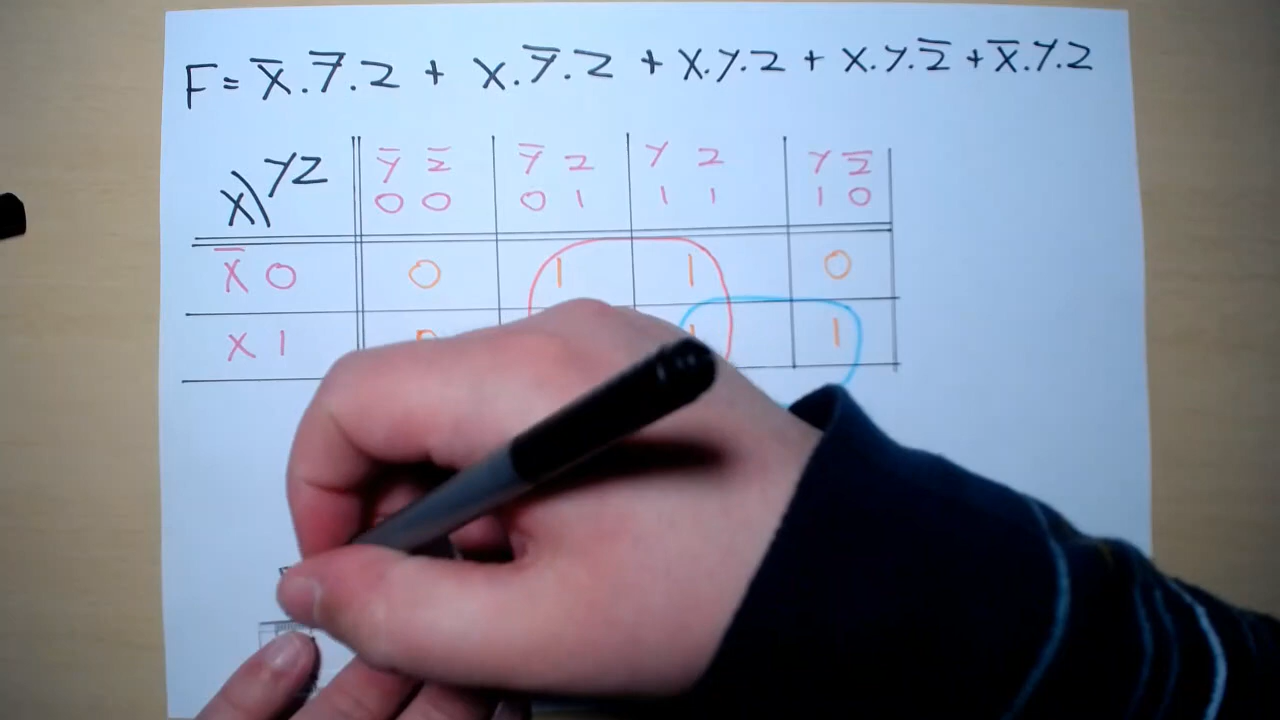 F = X̅.Y̅.Z + X.Y̅.Z + X.Y.Z + X.Y.Z̅ + X̅.Y.Z
X\YZ Y̅ Z̅ Y̅ Z Y Z Y Z̅
0 0 0 1 1 1 1 0
X̅ 0 0 1 1 0
X 1 1